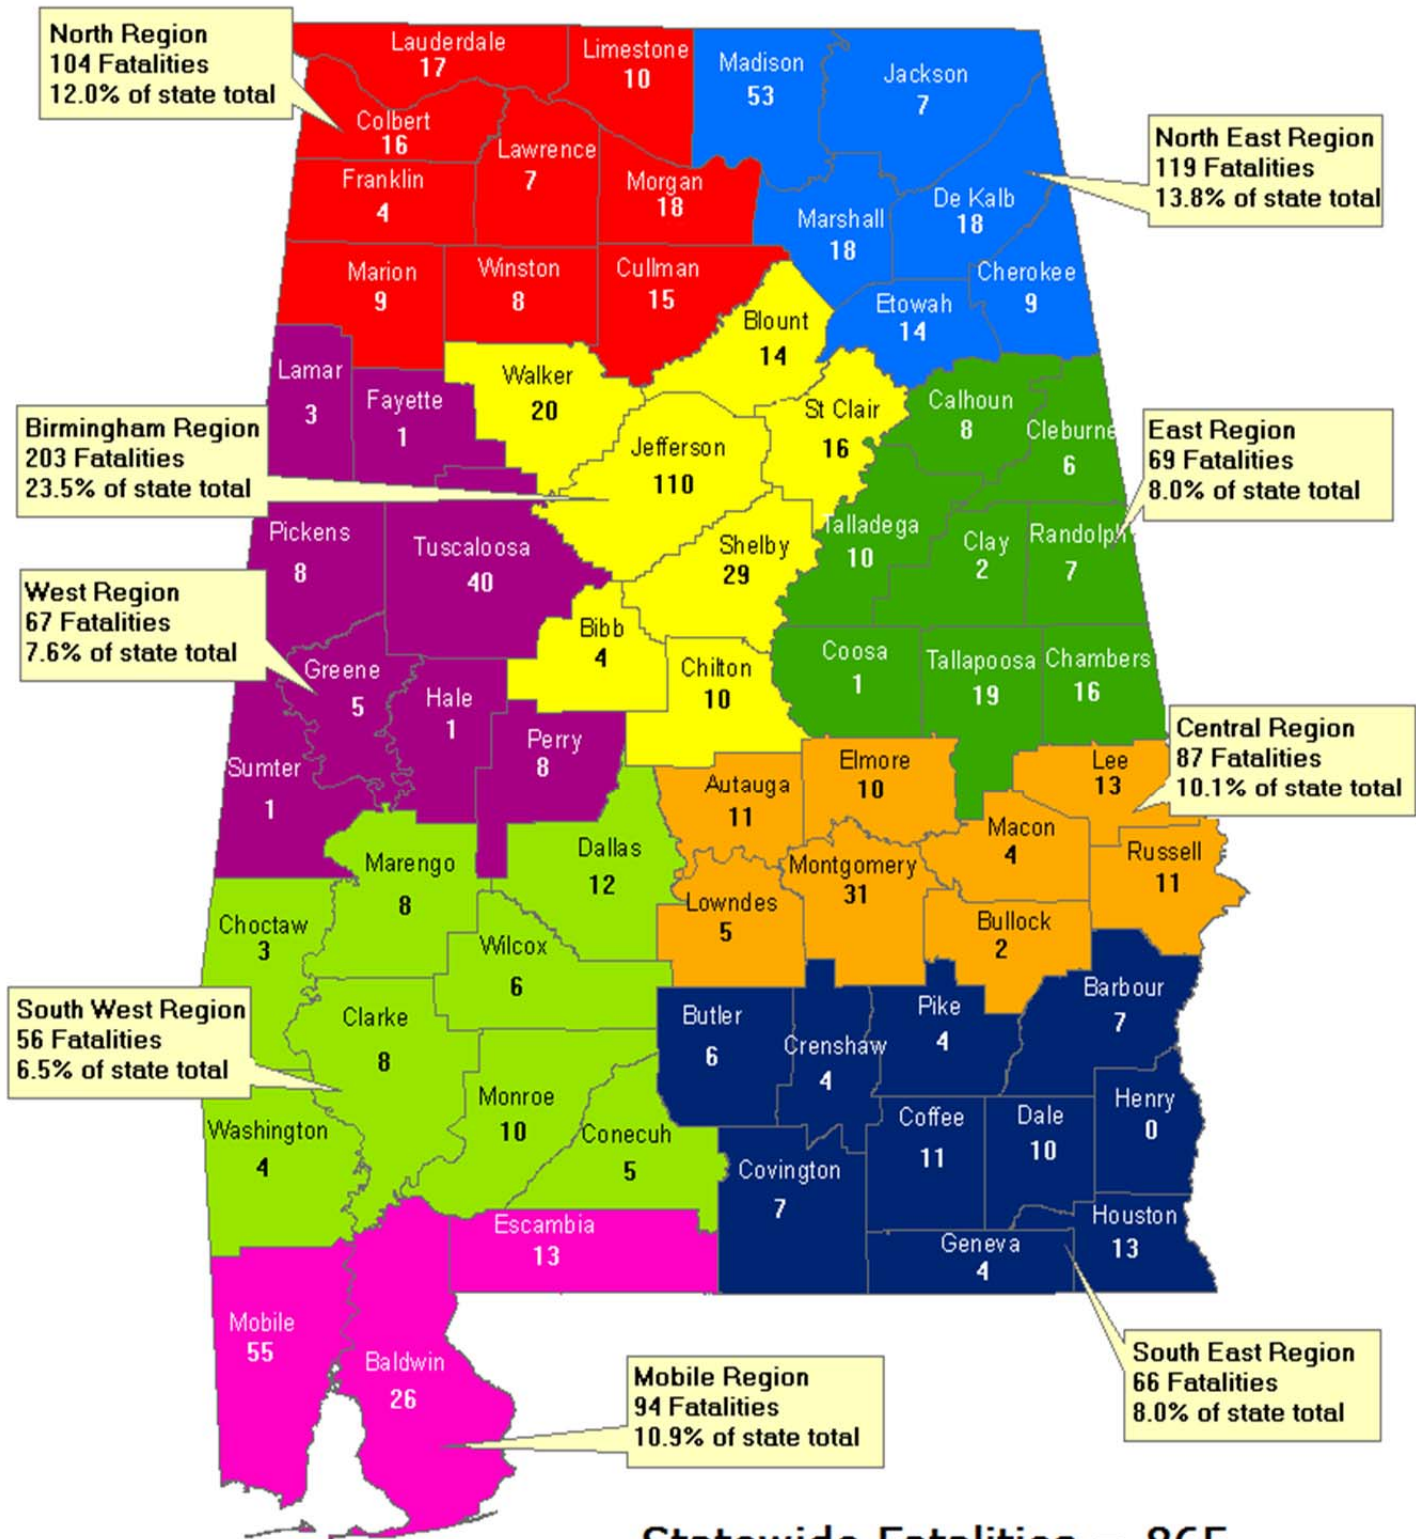 North Region
104 Fatalities
12.0% of state total
Lauderdale
17
Limestone
10
Madison
53
Jackson
7
Colbert
16
Lawrence
7
Franklin
4
Morgan
18
North East Region
119 Fatalities
13.8% of state total
Marshall
18
De Kalb
18
Marion
9
Winston
8
Cullman
15
Cherokee
9
Etowah
14
Blount
14
Lamar
3
Fayette
1
Walker
20
St Clair
16
Calhoun
8
Cleburne
6
Birmingham Region
203 Fatalities
23.5% of state total
Jefferson
110
East Region
69 Fatalities
8.0% of state total
Pickens
8
Tuscaloosa
40
Shelby
29
Talladega
10
Clay
2
Randolph
7
West Region
67 Fatalities
7.6% of state total
Bibb
4
Greene
5
Hale
1
Chilton
10
Coosa
1
Tallapoosa
19
Chambers
16
Perry
8
Sumter
1
Central Region
87 Fatalities
10.1% of state total
Autauga
11
Elmore
10
Lee
13
Macon
4
Russell
11
Marengo
8
Dallas
12
Montgomery
31
Lowndes
5
Bullock
2
Choctaw
3
Wilcox
6
South West Region
56 Fatalities
6.5% of state total
Clarke
8
Butler
6
Crenshaw
4
Pike
4
Barbour
7
Monroe
10
Conecuh
5
Washington
4
Coffee
11
Dale
10
Henry
0
Covington
7
Escambia
13
Geneva
4
Houston
13
Mobile
55
Baldwin
26
South East Region
66 Fatalities
8.0% of state total
Mobile Region
94 Fatalities
10.9% of state total
Statewide Fatalities